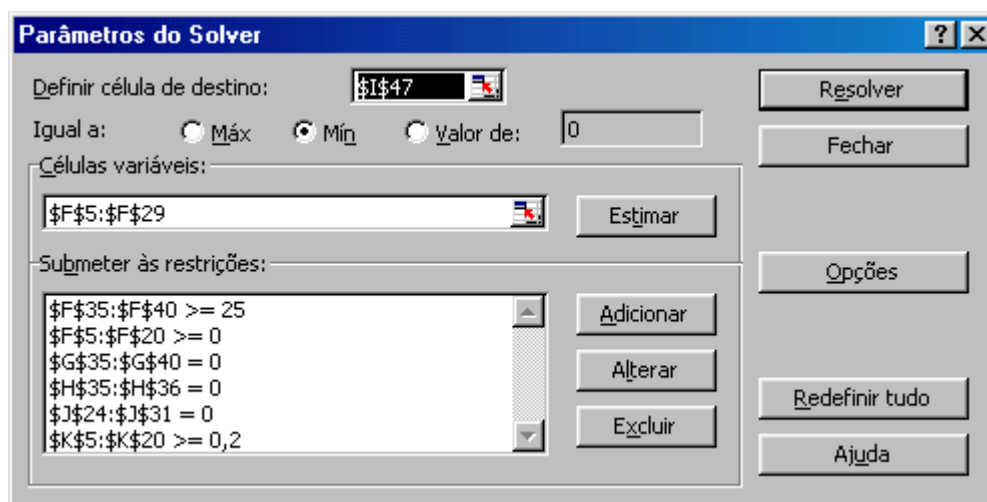 Parâmetros do Solver
Definir célula de destino: $I$47 Resolver
Igual a: Máx Mín Valor de: 0 Fechar
Células variáveis:
$F$5:$F$29 Estimar
Submeter às restrições: Opções
$F$35:$F$40 >= 25 Adicionar
$F$5:$F$20 >= 0
$G$35:$G$40 = 0 Alterar
$H$35:$H$36 = 0 Redefinir tudo
$J$24:$J$31 = 0 Excluir
$K$5:$K$20 >= 0,2 Ajuda